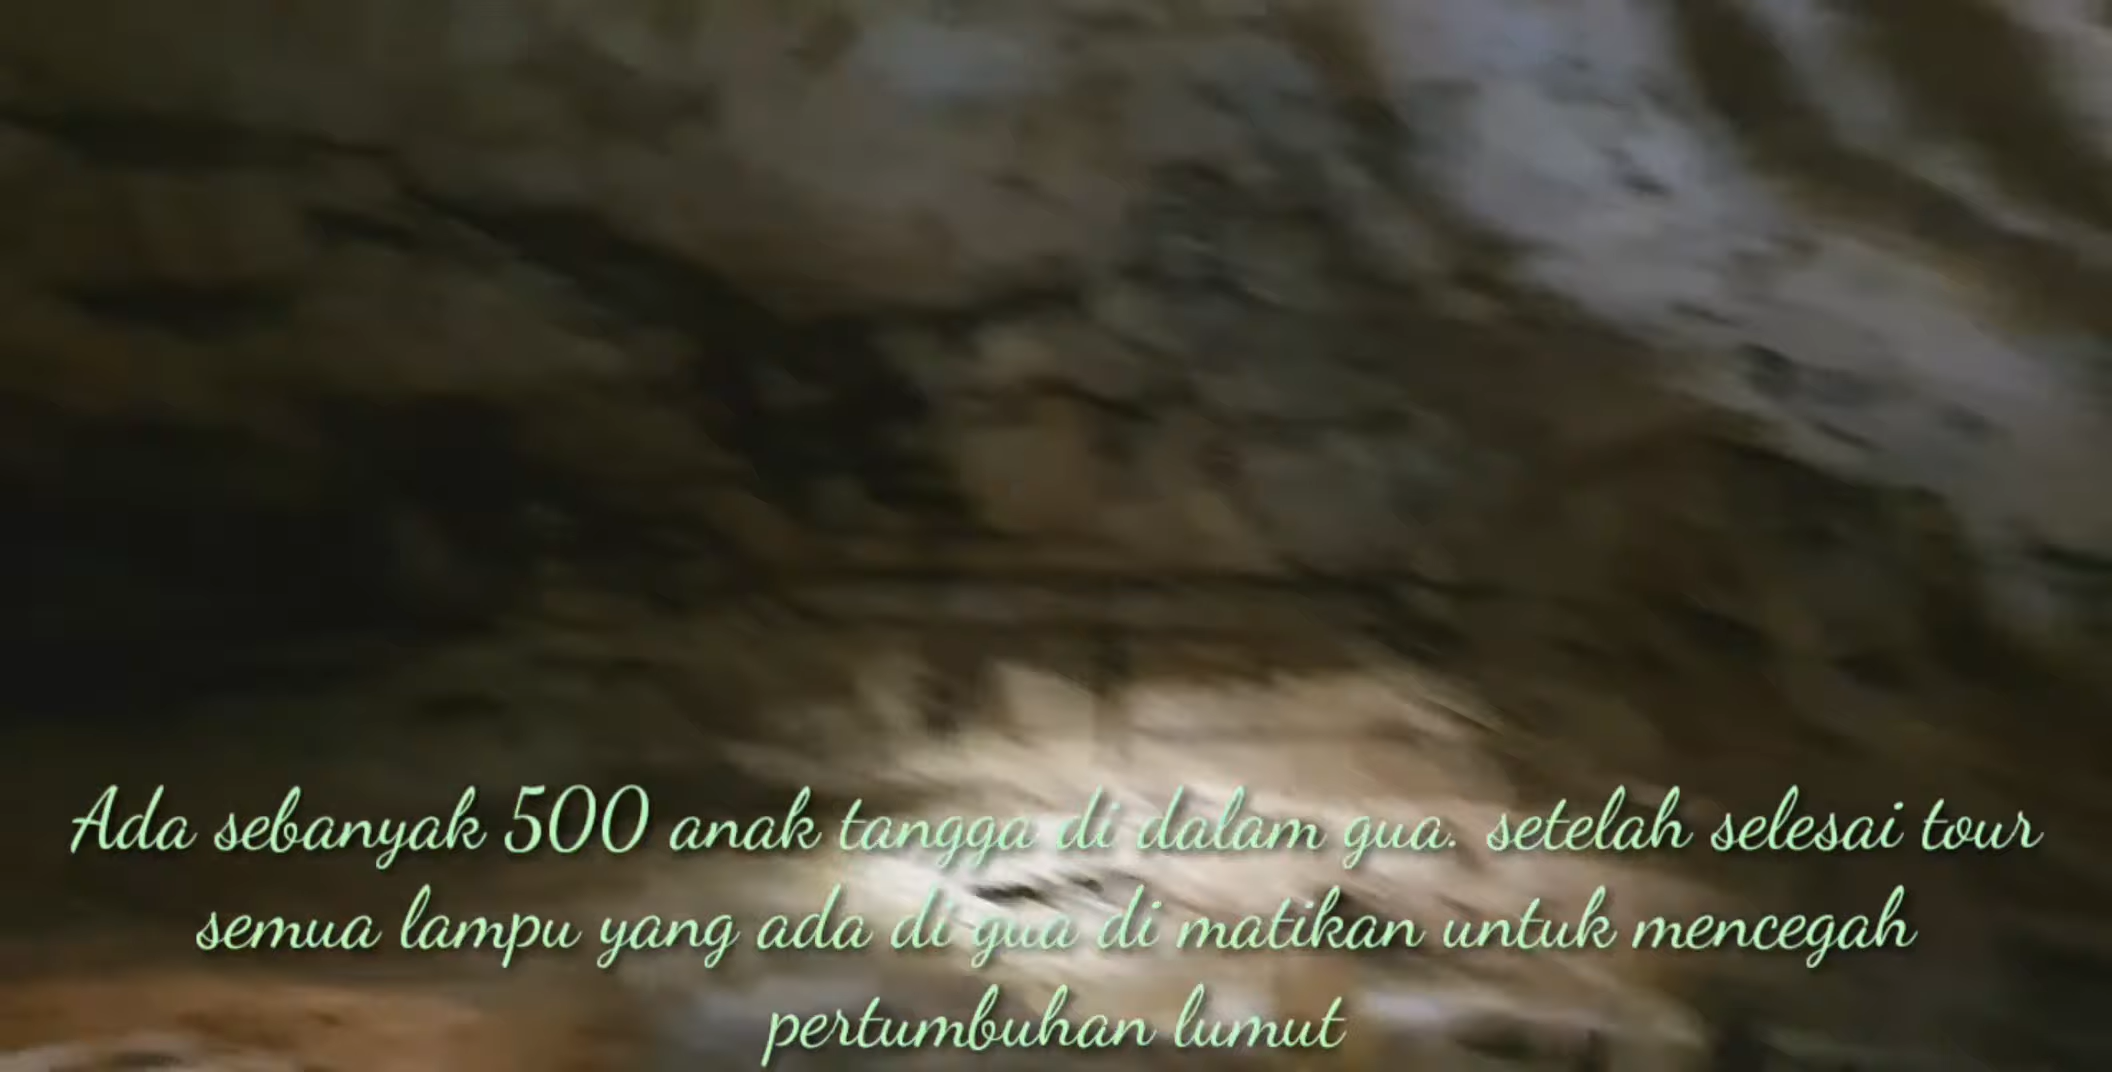 Ada sebanyak 500 anak tangga di dalam gua. setelah selesai tour
semua lampu yang ada di gua di matikan untuk mencegah
pertumbuhan lumut